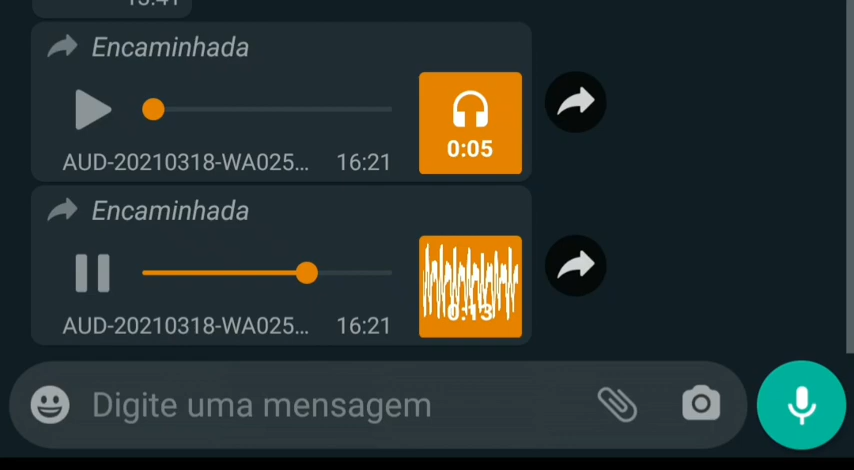 Encaminhada
0:05
AUD-20210318-WA025... 16:21
Encaminhada
0:13
AUD-20210318-WA025... 16:21
Digite uma mensagem